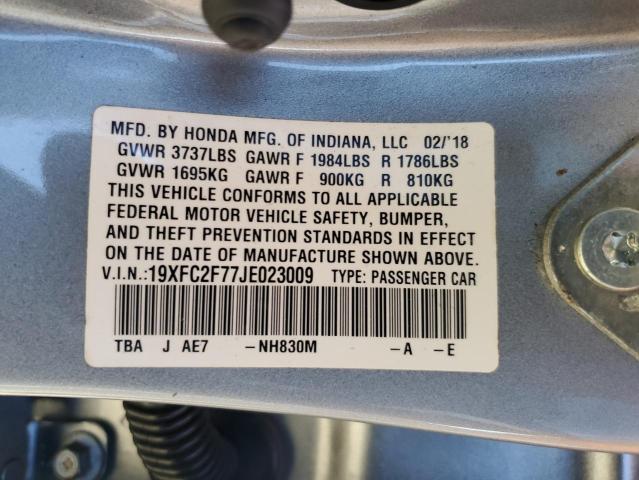 MFD. BY HONDA MFG. OF INDIANA, LLC 02/'18
GVWR 3737LBS GAWR F 1984LBS R 1786LBS
GVWR 1695KG GAWR F 900KG R 810KG
THIS VEHICLE CONFORMS TO ALL APPLICABLE
FEDERAL MOTOR VEHICLE SAFETY, BUMPER,
AND THEFT PREVENTION STANDARDS IN EFFECT
ON THE DATE OF MANUFACTURE SHOWN ABOVE.
V.I.N.:19XFC2F77JE023009 TYPE: PASSENGER CAR
TBA J AE7 -NH830M -A -E